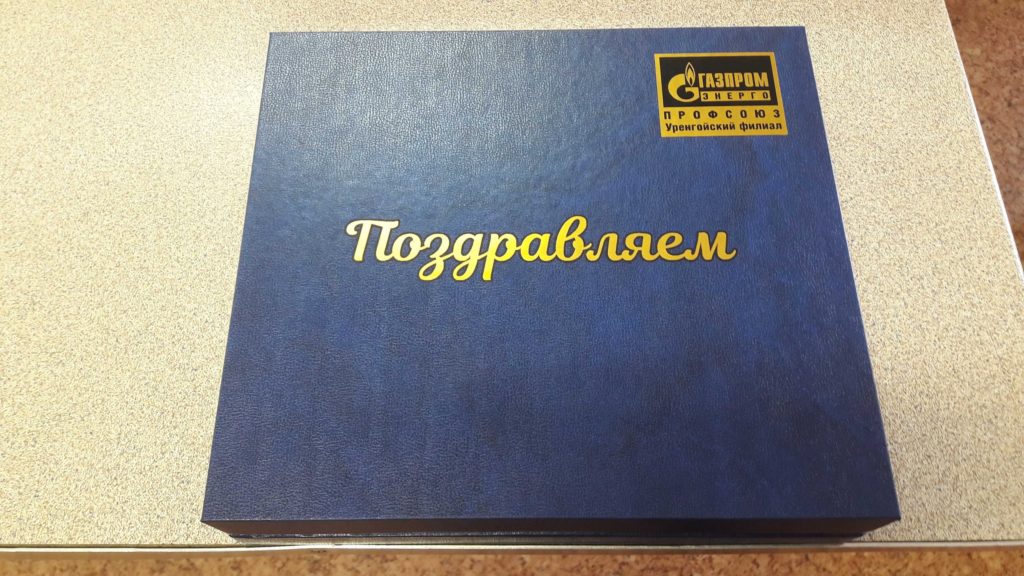 ГАЗПРОМ
ЭНЕРГО
ПРОФСОЮЗ
Уренгойский филиал
Поздравляем